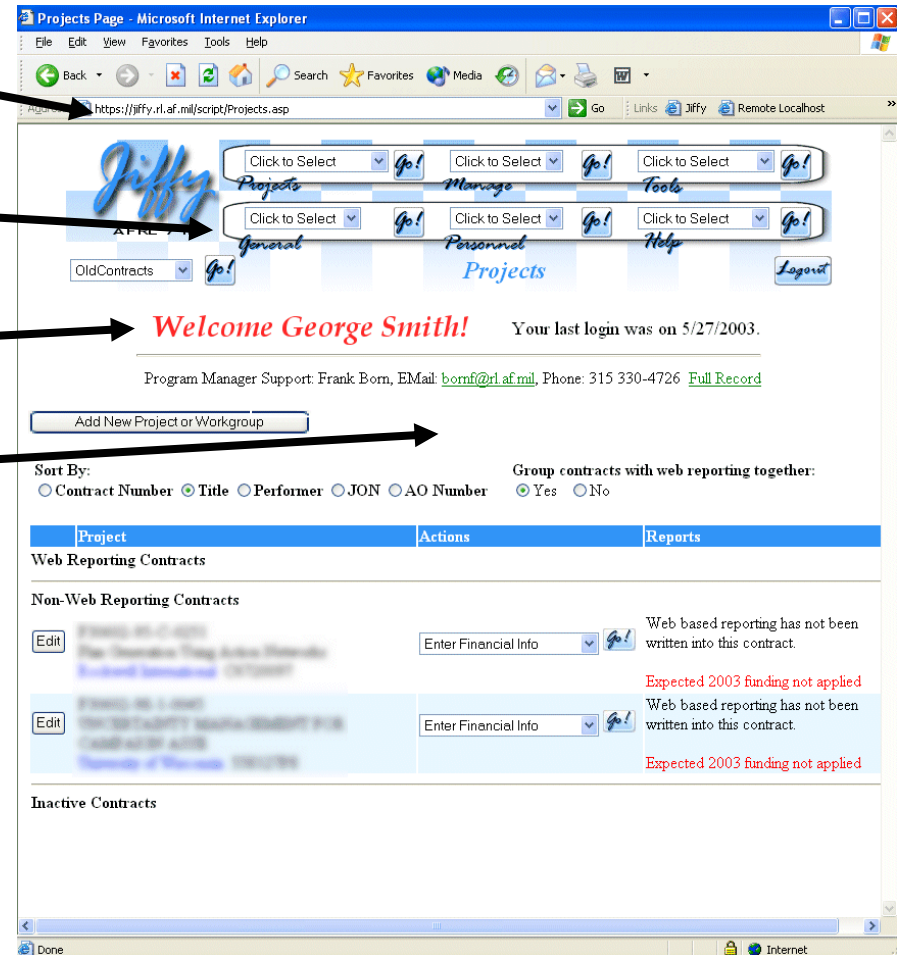 Projects Page - Microsoft Internet Explorer
File Edit View Favorites Tools Help
Back Search Favorites Media
https://jiffy.rl.af.mil/script/Projects.asp Go Links Jiffy Remote Localhost »
Jiffy
Click to Select Go! Click to Select Go! Click to Select Go!
Projects Manage Tools
Click to Select Go! Click to Select Go! Click to Select Go!
General Personnel Help
OldContracts Go! Projects Logout
Welcome George Smith! Your last login was on 5/27/2003.
Program Manager Support: Frank Born, EMail: bornf@rl.af.mil, Phone: 315 330-4726 Full Record
Add New Project or Workgroup
Sort By: Group contracts with web reporting together:
Contract Number Title Performer JON AO Number Yes No
Project Actions Reports
Web Reporting Contracts
Non-Web Reporting Contracts
Edit Enter Financial Info Go! Web based reporting has not been
written into this contract.
Expected 2003 funding not applied
Edit Enter Financial Info Go! Web based reporting has not been
written into this contract.
Expected 2003 funding not applied
Inactive Contracts
Done Internet